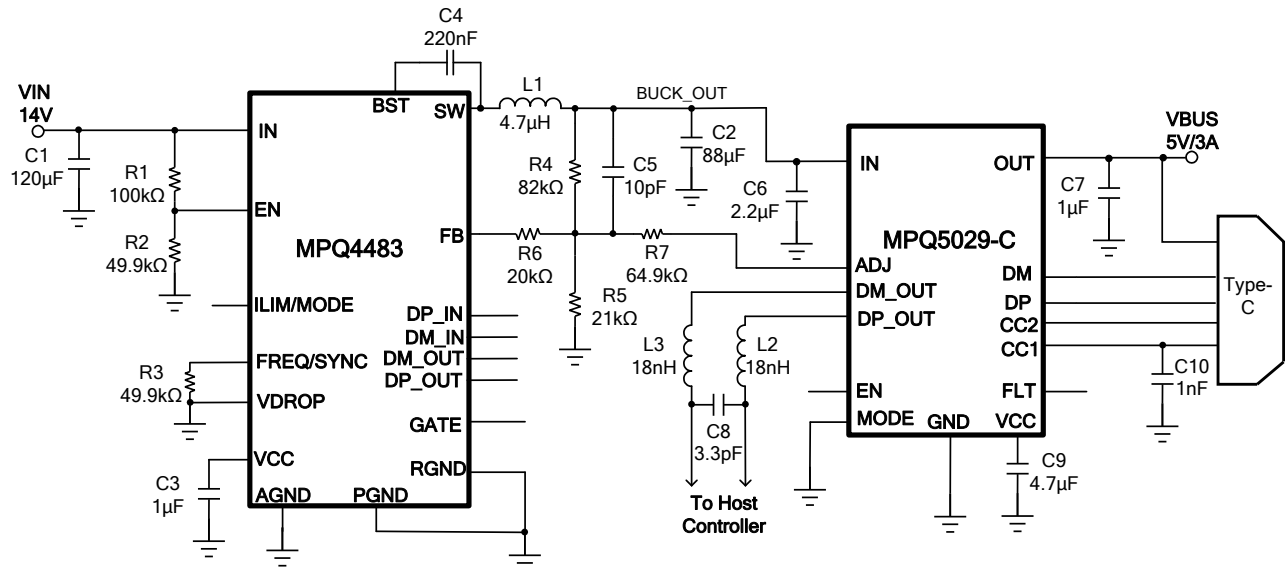 C4
220nF
VIN
14V
BST
SW
L1
4.7µH
BUCK_OUT
IN
C1
120µF
R1
100kΩ
EN
R2
49.9kΩ
MPQ4483
FB
R4
82kΩ
C5
10pF
C2
88µF
R6
20kΩ
R7
64.9kΩ
R5
21kΩ
C6
2.2µF
ILIM/MODE
DP_IN
DM_IN
DM_OUT
DP_OUT
R3
49.9kΩ
FREQ/SYNC
VDROP
GATE
VCC
RGND
C3
1µF
AGND
PGND
IN
OUT
VBUS
5V/3A
C7
1µF
MPQ5029-C
ADJ
DM_OUT
DP_OUT
DM
DP
CC2
CC1
Type-
C
L3
18nH
L2
18nH
C8
3.3pF
To Host
Controller
EN
MODE
GND
VCC
FLT
C10
1nF
C9
4.7µF